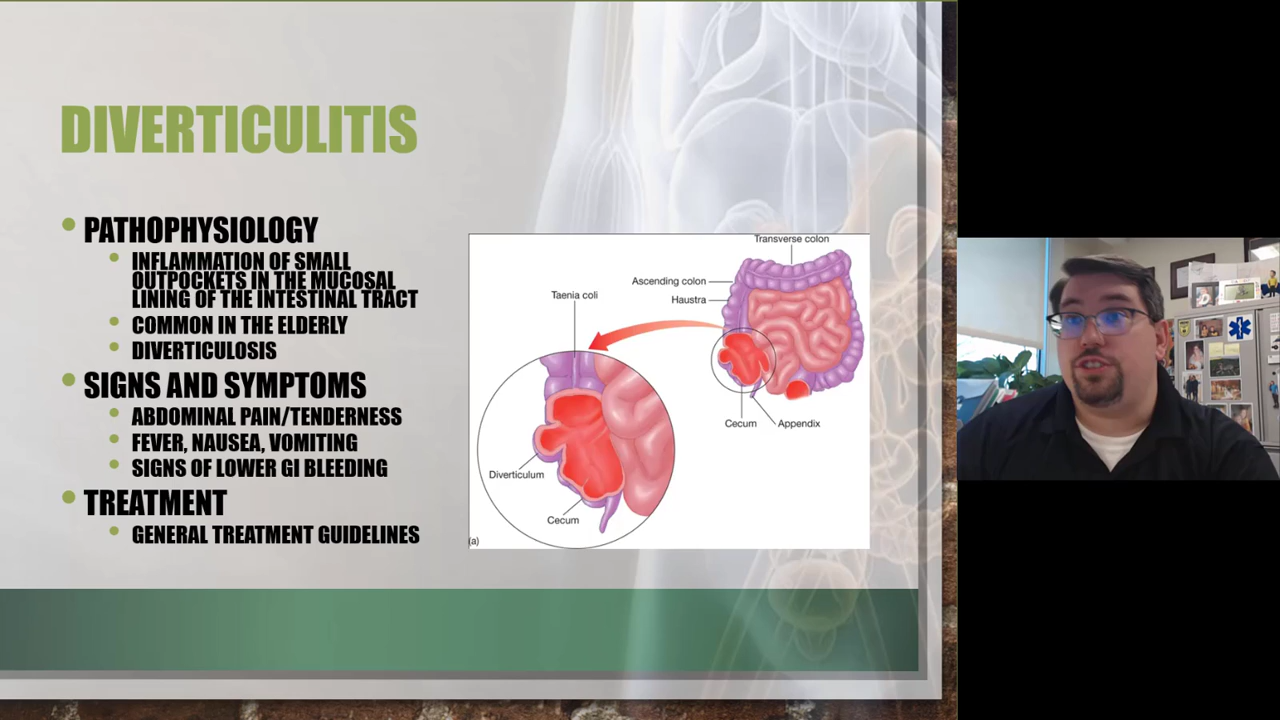 DIVERTICULITIS
• PATHOPHYSIOLOGY
• INFLAMMATION OF SMALL
OUTPOCKETS IN THE MUCOSAL
LINING OF THE INTESTINAL TRACT
• COMMON IN THE ELDERLY
• DIVERTICULOSIS
• SIGNS AND SYMPTOMS
• ABDOMINAL PAIN/TENDERNESS
• FEVER, NAUSEA, VOMITING
• SIGNS OF LOWER GI BLEEDING
• TREATMENT
• GENERAL TREATMENT GUIDELINES
Transverse colon
Ascending colon
Haustra
Taenia coli
Cecum
Appendix
Diverticulum
Cecum
(a)